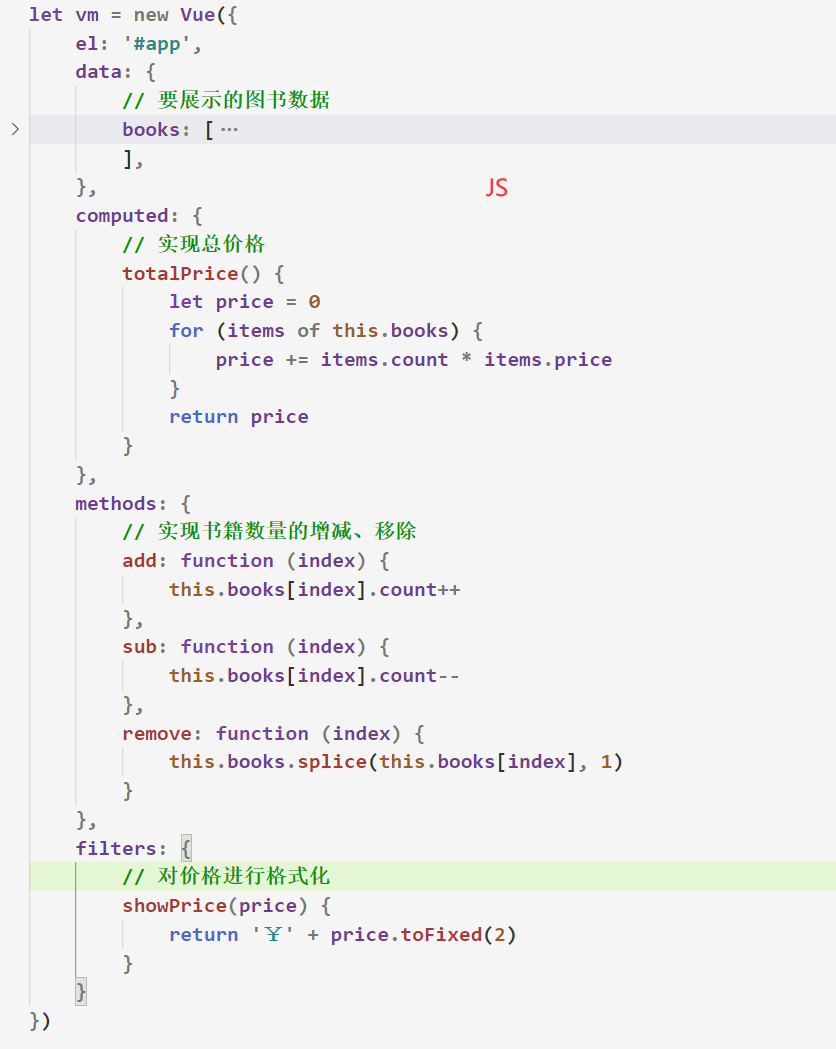 let vm = new Vue({
    el: '#app',
    data: {
        // 要展示的图书数据
        books: [ ···
        ],
    },
JS
    computed: {
        // 实现总价格
        totalPrice() {
            let price = 0
            for (items of this.books) {
                price += items.count * items.price
            }
            return price
        }
    },
    methods: {
        // 实现书籍数量的增减、移除
        add: function (index) {
            this.books[index].count++
        },
        sub: function (index) {
            this.books[index].count--
        },
        remove: function (index) {
            this.books.splice(this.books[index], 1)
        }
    },
    filters: {
        // 对价格进行格式化
        showPrice(price) {
            return '¥' + price.toFixed(2)
        }
    }
})